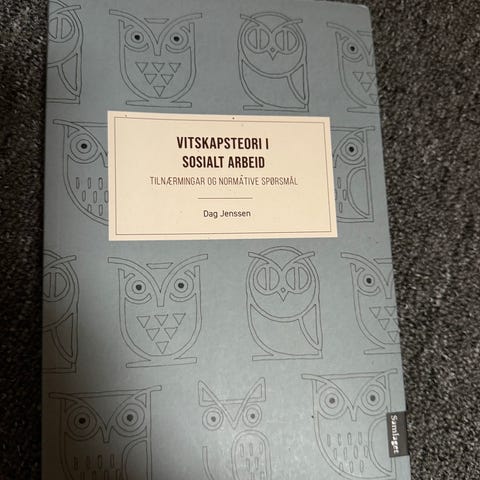 VITSKAPSTEORI I
SOSIALT ARBEID
TILNÆRMINGAR OG NORMATIVE SPØRSMÅL
Dag Jenssen
Samlaget